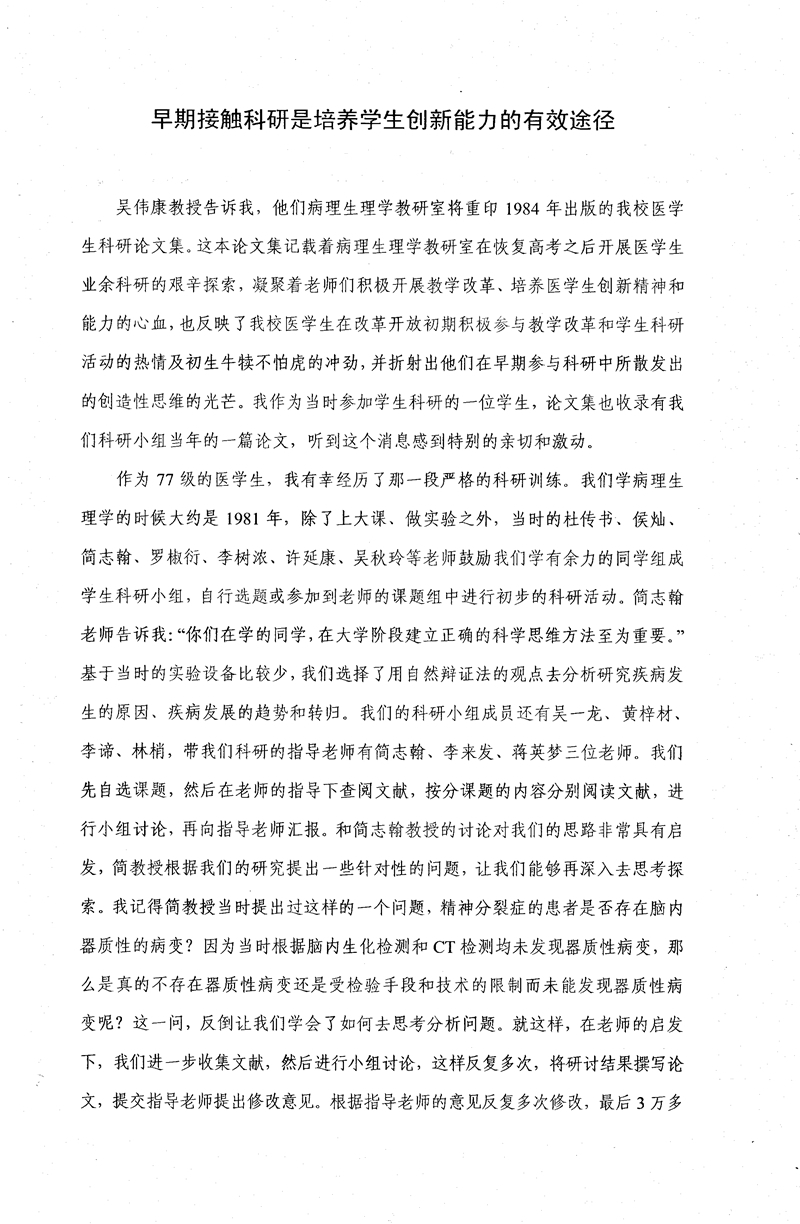 早期接触科研是培养学生创新能力的有效途径
吴伟康教授告诉我，他们病理生理学教研室将重印 1984 年出版的我校医学
生科研论文集。这本论文集记载着病理生理学教研室在恢复高考之后开展医学生
业余科研的艰辛探索，凝聚着老师们积极开展教学改革、培养医学生创新精神和
能力的心血，也反映了我校医学生在改革开放初期积极参与教学改革和学生科研
活动的热情及初生牛犊不怕虎的冲劲，并折射出他们在早期参与科研中所散发出
的创造性思维的光芒。我作为当时参加学生科研的一位学生，论文集也收录有我
们科研小组当年的一篇论文，听到这个消息感到特别的亲切和激动。
作为 77 级的医学生，我有幸经历了那一段严格的科研训练。我们学病理生
理学的时候大约是 1981 年，除了上大课、做实验之外，当时的杜传书、侯灿、
简志翰、罗椒衍、李树浓、许延康、吴秋玲等老师鼓励我们学有余力的同学组成
学生科研小组，自行选题或参加到老师的课题组中进行初步的科研活动。简志翰
老师告诉我：“你们在学的同学，在大学阶段建立正确的科学思维方法至为重要。”
基于当时的实验设备比较少，我们选择了用自然辩证法的观点去分析研究疾病发
生的原因、疾病发展的趋势和转归。我们的科研小组成员还有吴一龙、黄梓材、
李谛、林梢，带我们科研的指导老师有简志翰、李来发、蒋英梦三位老师。我们
先自选课题，然后在老师的指导下查阅文献，按分课题的内容分别阅读文献，进
行小组讨论，再向指导老师汇报。和简志翰教授的讨论对我们的思路非常具有启
发，简教授根据我们的研究提出一些针对性的问题，让我们能够再深入去思考探
索。我记得简教授当时提出过这样的一个问题，精神分裂症的患者是否存在脑内
器质性的病变？因为当时根据脑内生化检测和 CT 检测均未发现器质性病变，那
么是真的不存在器质性病变还是受检验手段和技术的限制而未能发现器质性病
变呢？这一问，反倒让我们学会了如何去思考分析问题。就这样，在老师的启发
下，我们进一步收集文献，然后进行小组讨论，这样反复多次，将研讨结果撰写论
文，提交指导老师提出修改意见。根据指导老师的意见反复多次修改，最后 3 万多